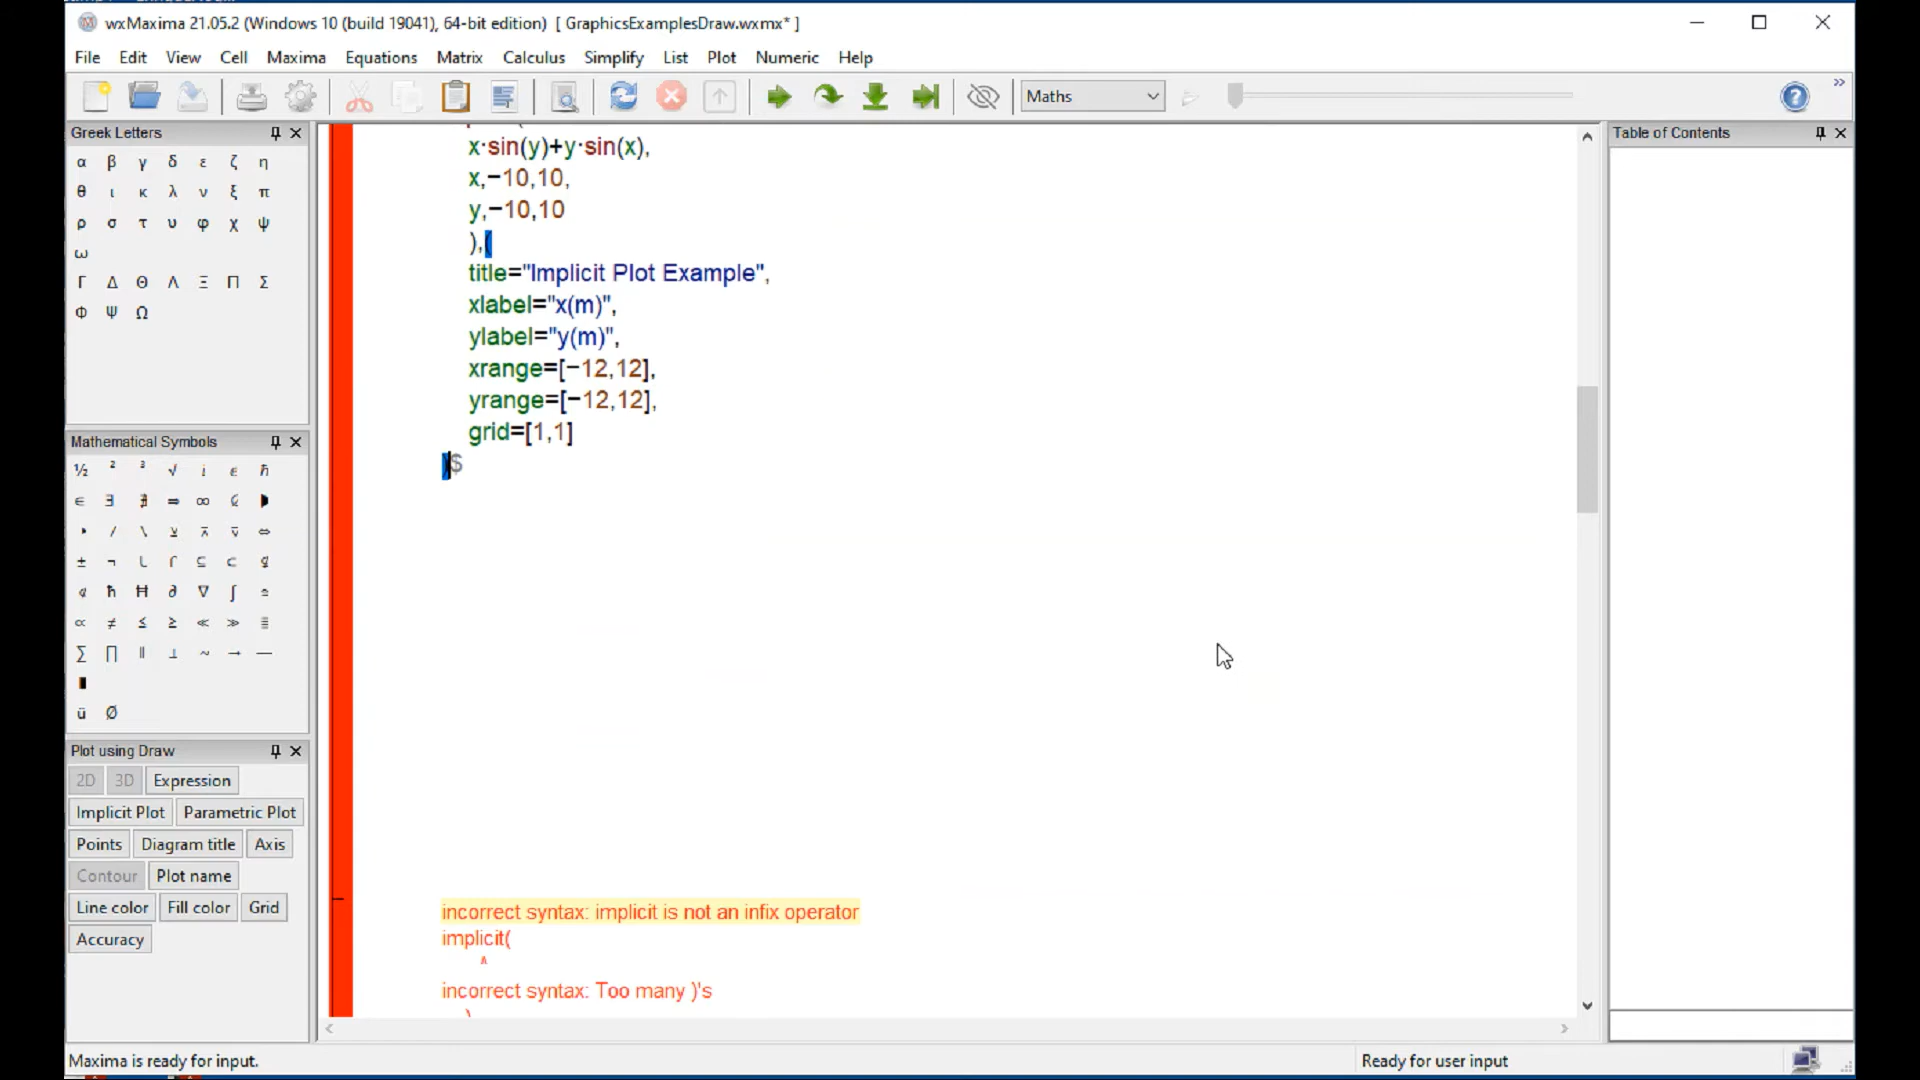 wxMaxima 21.05.2 (Windows 10 (build 19041), 64-bit edition) [ GraphicsExamplesDraw.wxmx* ]
File Edit View Cell Maxima Equations Matrix Calculus Simplify List Plot Numeric Help
Maths
Greek Letters
α β γ δ ε ζ η
θ ι κ λ ν ξ π
ρ σ τ υ φ χ ψ
ω
Γ Δ Θ Λ Ξ Π Σ
Φ Ψ Ω
Mathematical Symbols
½ ² ³ √ i e ħ
∈ ∃ ∄ ⇒ ∞
/ \
± ¬ ⊆ ⊂
ħ Ħ ∂ ∇ ∫
∝ ≠ ≤ ≥ ≪ ≫
∑ ∏ ∥ ⟂ ~ →
ü Ø
Plot using Draw
2D 3D Expression
Implicit Plot Parametric Plot
Points Diagram title Axis
Contour Plot name
Line color Fill color Grid
Accuracy
x·sin(y)+y·sin(x),
x,−10,10,
y,−10,10
),(
title="Implicit Plot Example",
xlabel="x(m)",
ylabel="y(m)",
xrange=[−12,12],
yrange=[−12,12],
grid=[1,1]
)$
incorrect syntax: implicit is not an infix operator
implicit(
^
incorrect syntax: Too many )'s
)
Table of Contents
Maxima is ready for input.
Ready for user input